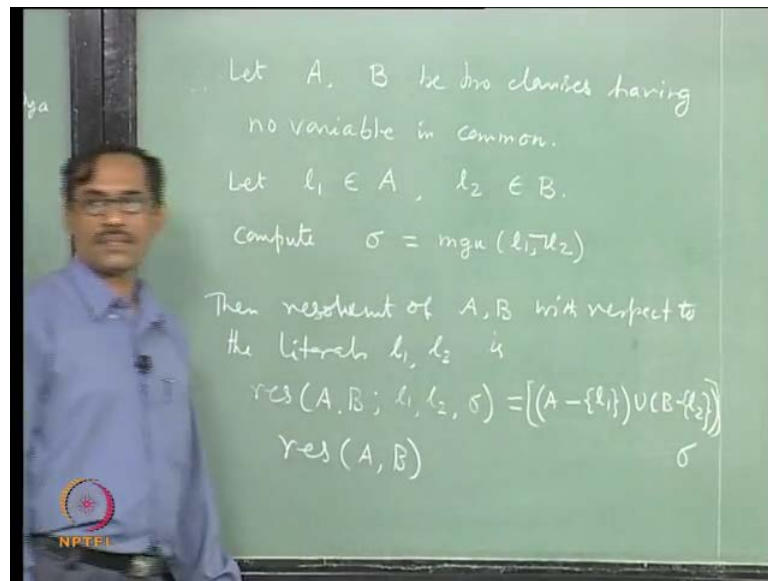 ya
Let A, B be two clauses having
no variable in common.
Let l₁ ∈ A, l₂ ∈ B.
Compute σ = mgu (l₁, ¬l₂)
Then resolvent of A, B with respect to
the literals l₁, l₂ is
res (A, B; l₁, l₂, σ) = [(A - {l₁}) ∪ (B - {l₂})]
res (A, B) σ
NPTEL